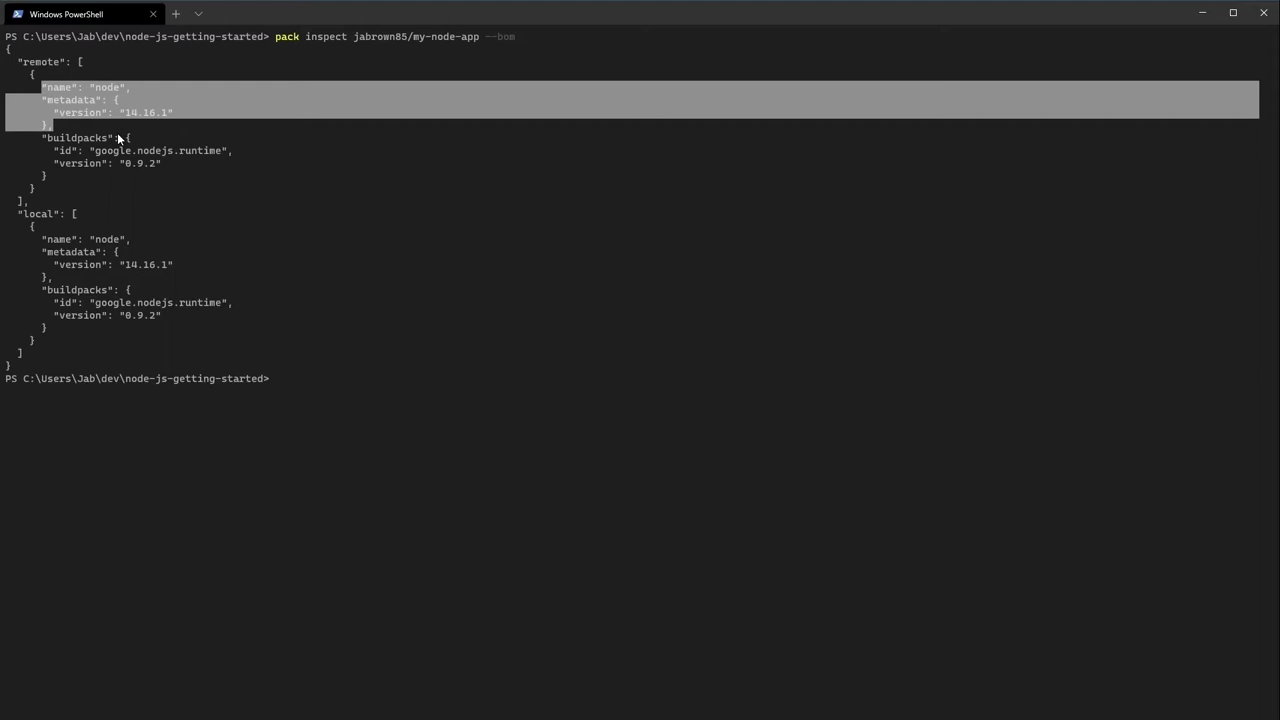 Windows PowerShell
PS C:\Users\Jab\dev\node-js-getting-started> pack inspect jabrown85/my-node-app --bom
{
  "remote": [
    {
      "name": "node",
      "metadata": {
        "version": "14.16.1"
      },
      "buildpacks": {
        "id": "google.nodejs.runtime",
        "version": "0.9.2"
      }
    }
  ],
  "local": [
    {
      "name": "node",
      "metadata": {
        "version": "14.16.1"
      },
      "buildpacks": {
        "id": "google.nodejs.runtime",
        "version": "0.9.2"
      }
    }
  ]
}
PS C:\Users\Jab\dev\node-js-getting-started>